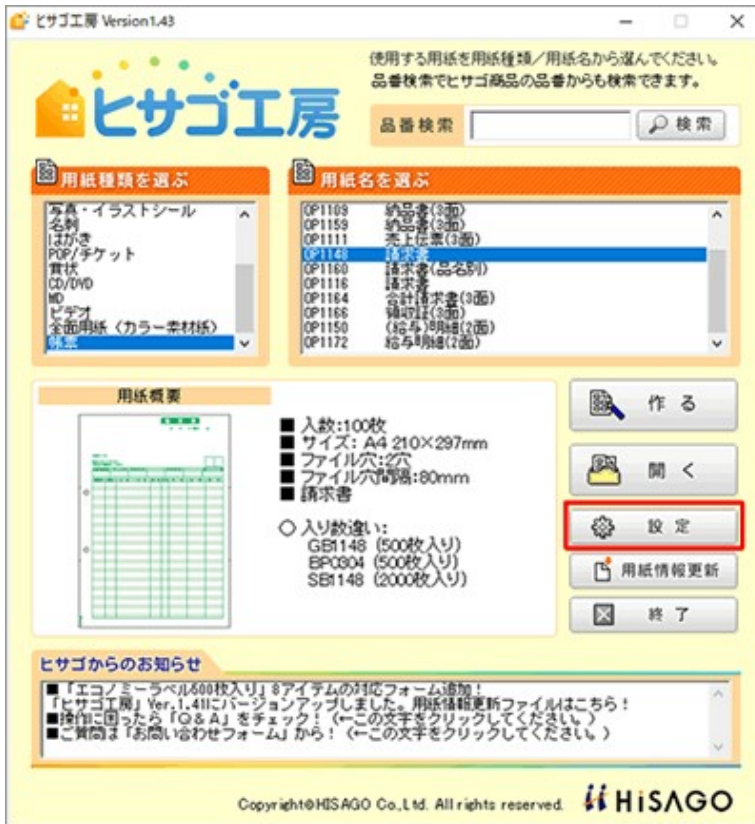 ヒサゴ工房 Version1.43
使用する用紙を用紙種類／用紙名から選んでください。
品番検索でヒサゴ商品の品番からも検索できます。
ヒサゴ工房
品番検索
検索
用紙種類を選ぶ
用紙名を選ぶ
写真・イラストシール
名刺
はがき
POP/チケット
賞状
CD/DVD
MD
ビデオ
全面用紙（カラー素材紙）
帳票
OP1109 納品書(3面)
OP1159 納品書(3面)
OP1111 売上伝票(3面)
OP1148 請求書
OP1160 請求書(品名別)
OP1116 請求書
OP1164 合計請求書(3面)
OP1166 領収証(3面)
OP1150 (給与)明細(2面)
OP1172 給与明細(2面)
用紙概要
■ 入数:100枚
■ サイズ: A4 210×297mm
■ ファイル穴:2穴
■ ファイル穴間隔:80mm
■ 請求書
○ 入り数違い:
GB1148 (500枚入り)
BP0304 (500枚入り)
SB1148 (2000枚入り)
作る
開く
設定
用紙情報更新
終了
ヒサゴからのお知らせ
■「エコノミーラベル500枚入り」8アイテムの対応フォーム追加！
「ヒサゴ工房」Ver.1.41にバージョンアップしました。用紙情報更新ファイルはこちら！
■操作に困ったら「Q＆A」をチェック！（←この文字をクリックしてください。）
■ご質問は「お問い合わせフォーム」から！（←この文字をクリックしてください。）
Copyright©HISAGO Co.,Ltd. All rights reserved.
HiSAGO